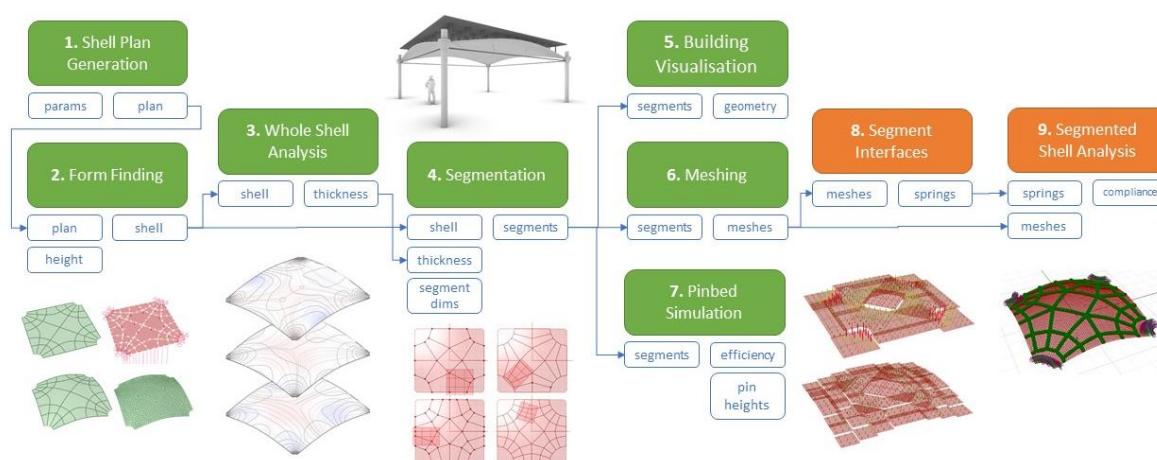 1. Shell Plan
Generation
params
plan
2. Form Finding
plan
shell
height
3. Whole Shell
Analysis
shell
thickness
4. Segmentation
shell
segments
thickness
segment
dims
5. Building
Visualisation
segments
geometry
6. Meshing
segments
meshes
7. Pinbed
Simulation
segments
efficiency
pin
heights
8. Segment
Interfaces
meshes
springs
9. Segmented
Shell Analysis
springs
compliance
meshes